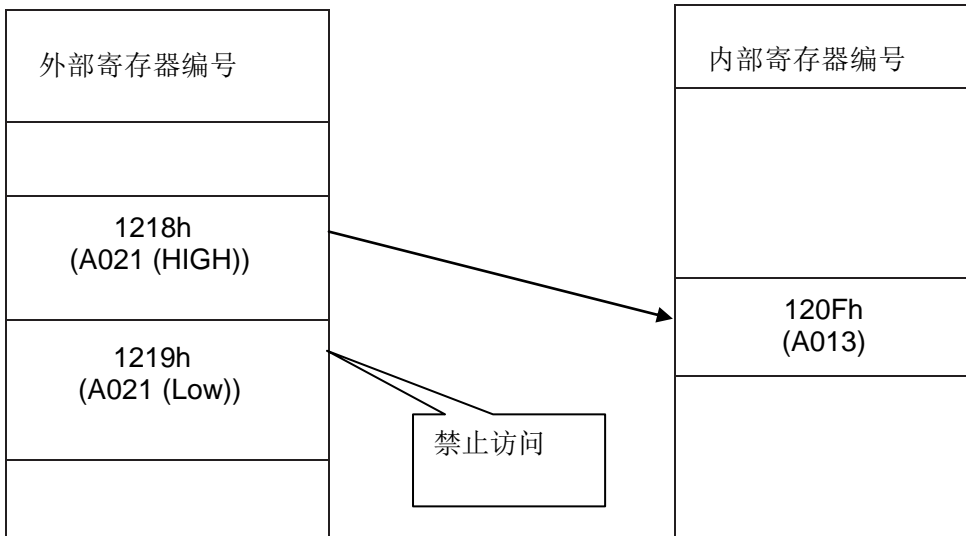 外部寄存器编号
1218h
(A021 (HIGH))
1219h
(A021 (Low))
禁止访问
内部寄存器编号
120Fh
(A013)